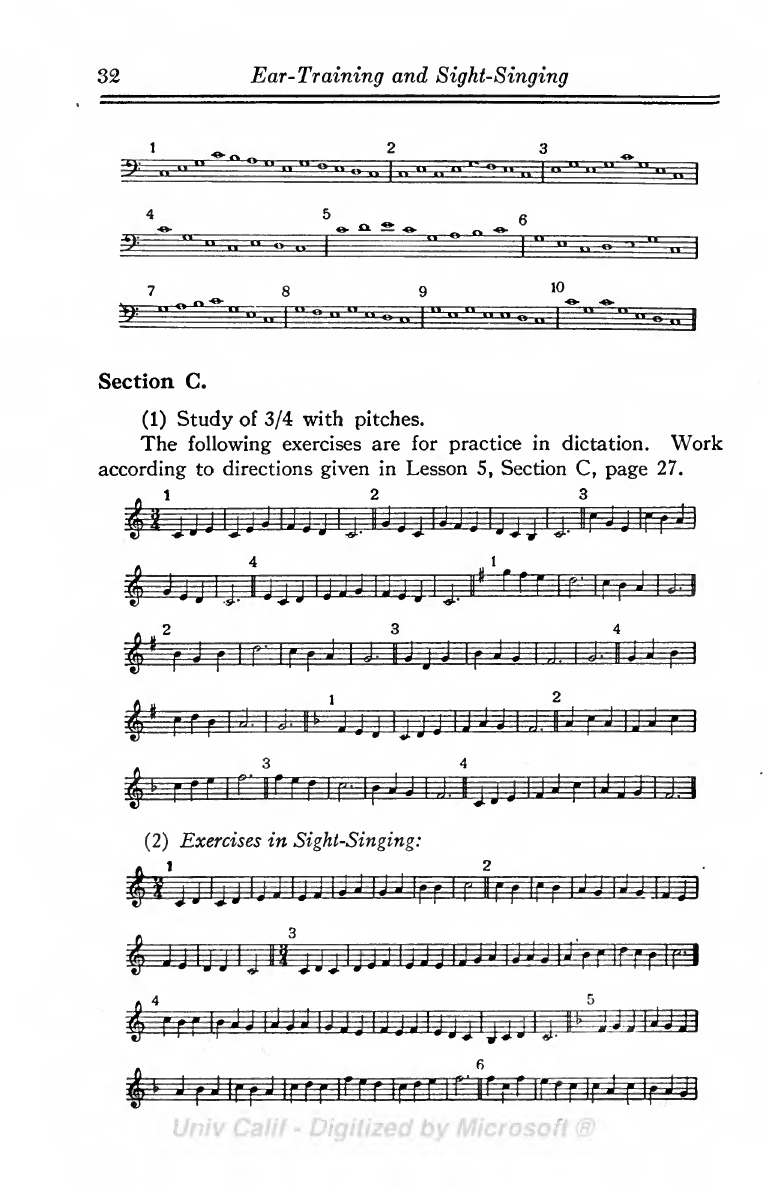 32 Ear-Training and Sight-Singing
1 2 3
4 5 6
7 8 9 10
Section C.
(1) Study of 3/4 with pitches.
The following exercises are for practice in dictation. Work
according to directions given in Lesson 5, Section C, page 27.
1 2 3
4 1
2 3 4
1 2
3 4
(2) Exercises in Sight-Singing:
1 2
3
4 5
6
Univ Calif - Digitized by Microsoft ®